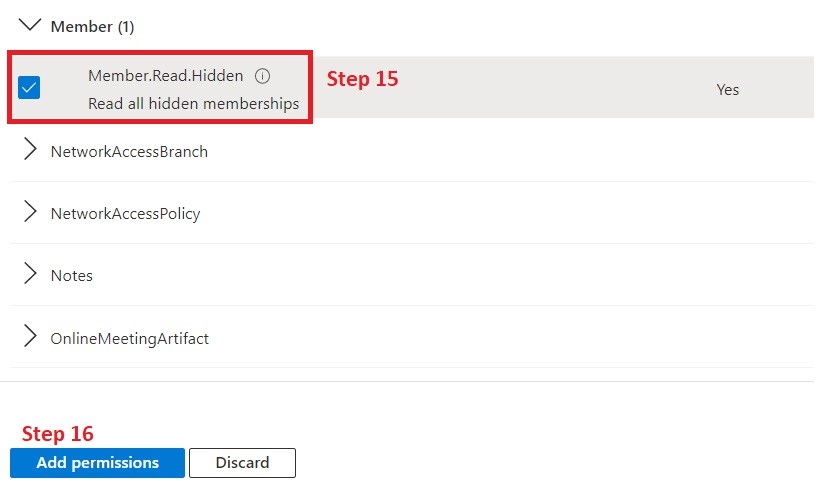 Member (1)
Member.Read.Hidden
Step 15
Read all hidden memberships
Yes
NetworkAccessBranch
NetworkAccessPolicy
Notes
OnlineMeetingArtifact
Step 16
Add permissions
Discard